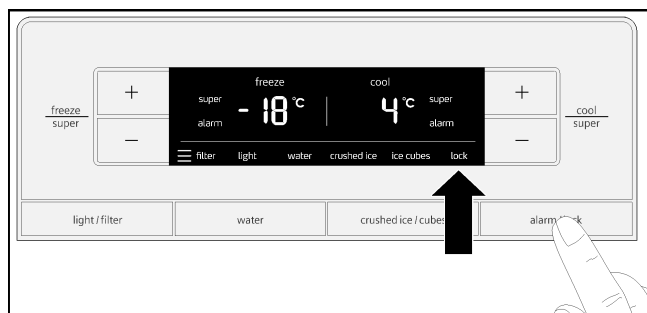 freeze
super
+
−
freeze
cool
super
alarm
-18 °C
4 °C
super
alarm
filter
light
water
crushed ice
ice cubes
lock
+
−
cool
super
light / filter
water
crushed ice / cubes
alarm